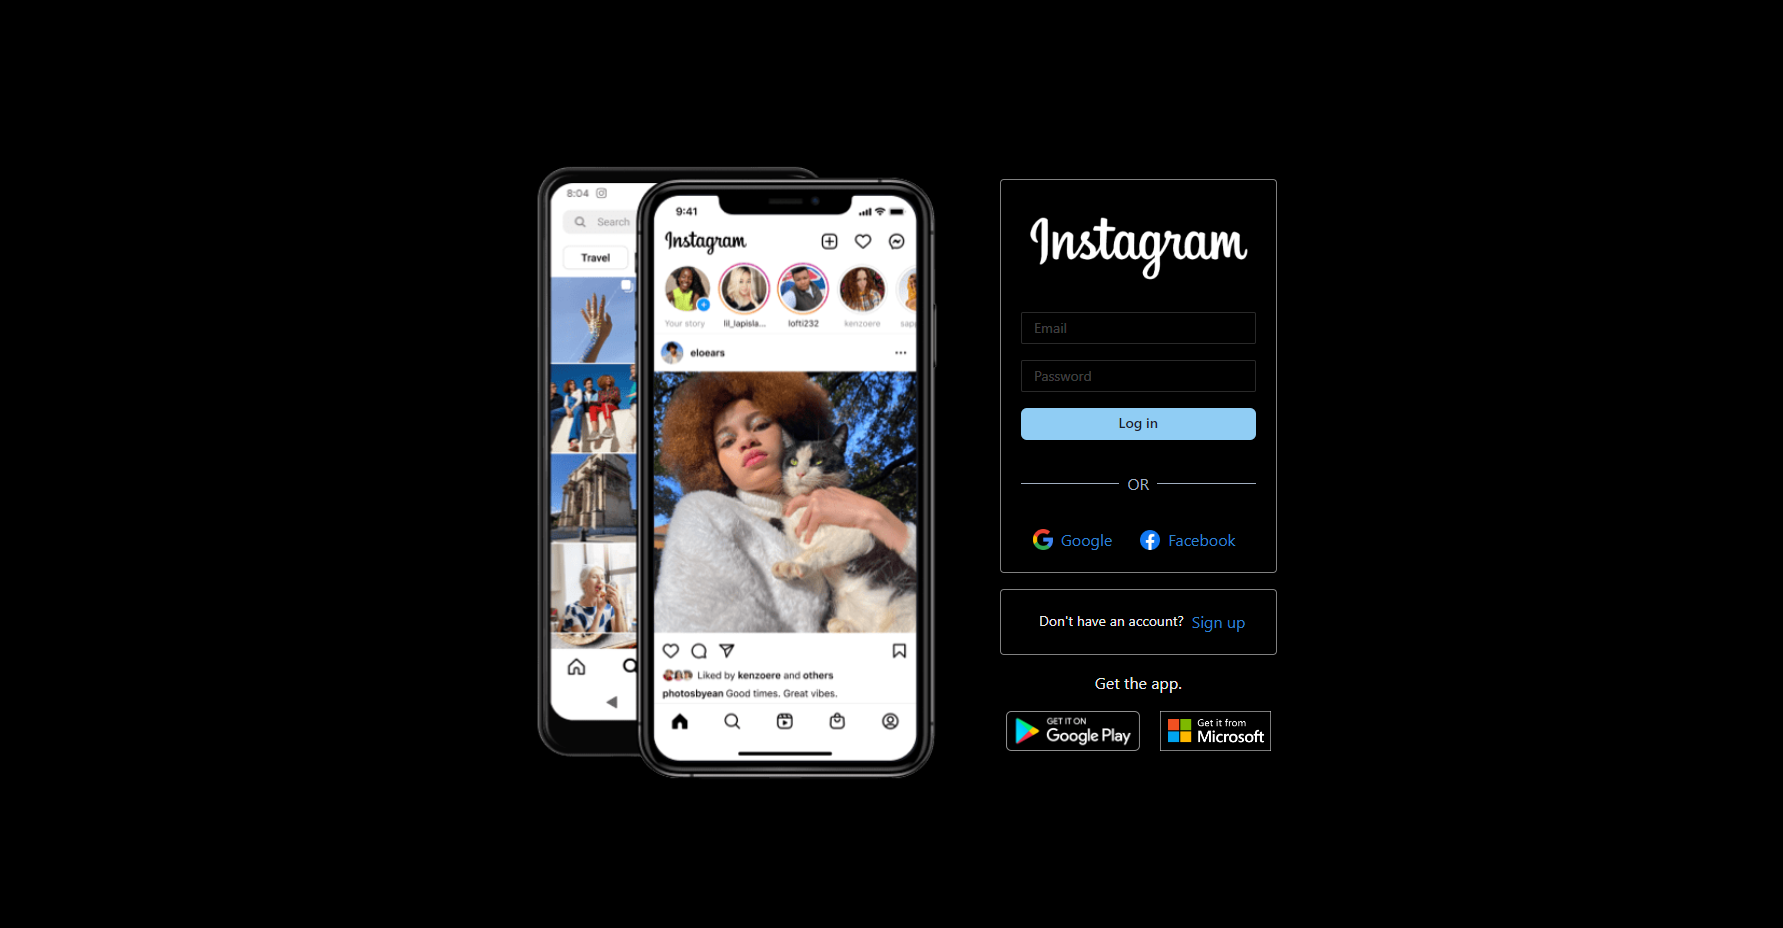 8:04
Search
Travel
9:41
Instagram
Your story
lil_lapisla...
lofti232
kenzoere
eloears
Liked by kenzoere and others
photosbyean Good times. Great vibes.
Instagram
Email
Password
Log in
OR
Google
Facebook
Don't have an account? Sign up
Get the app.
GET IT ON
Google Play
Get it from
Microsoft